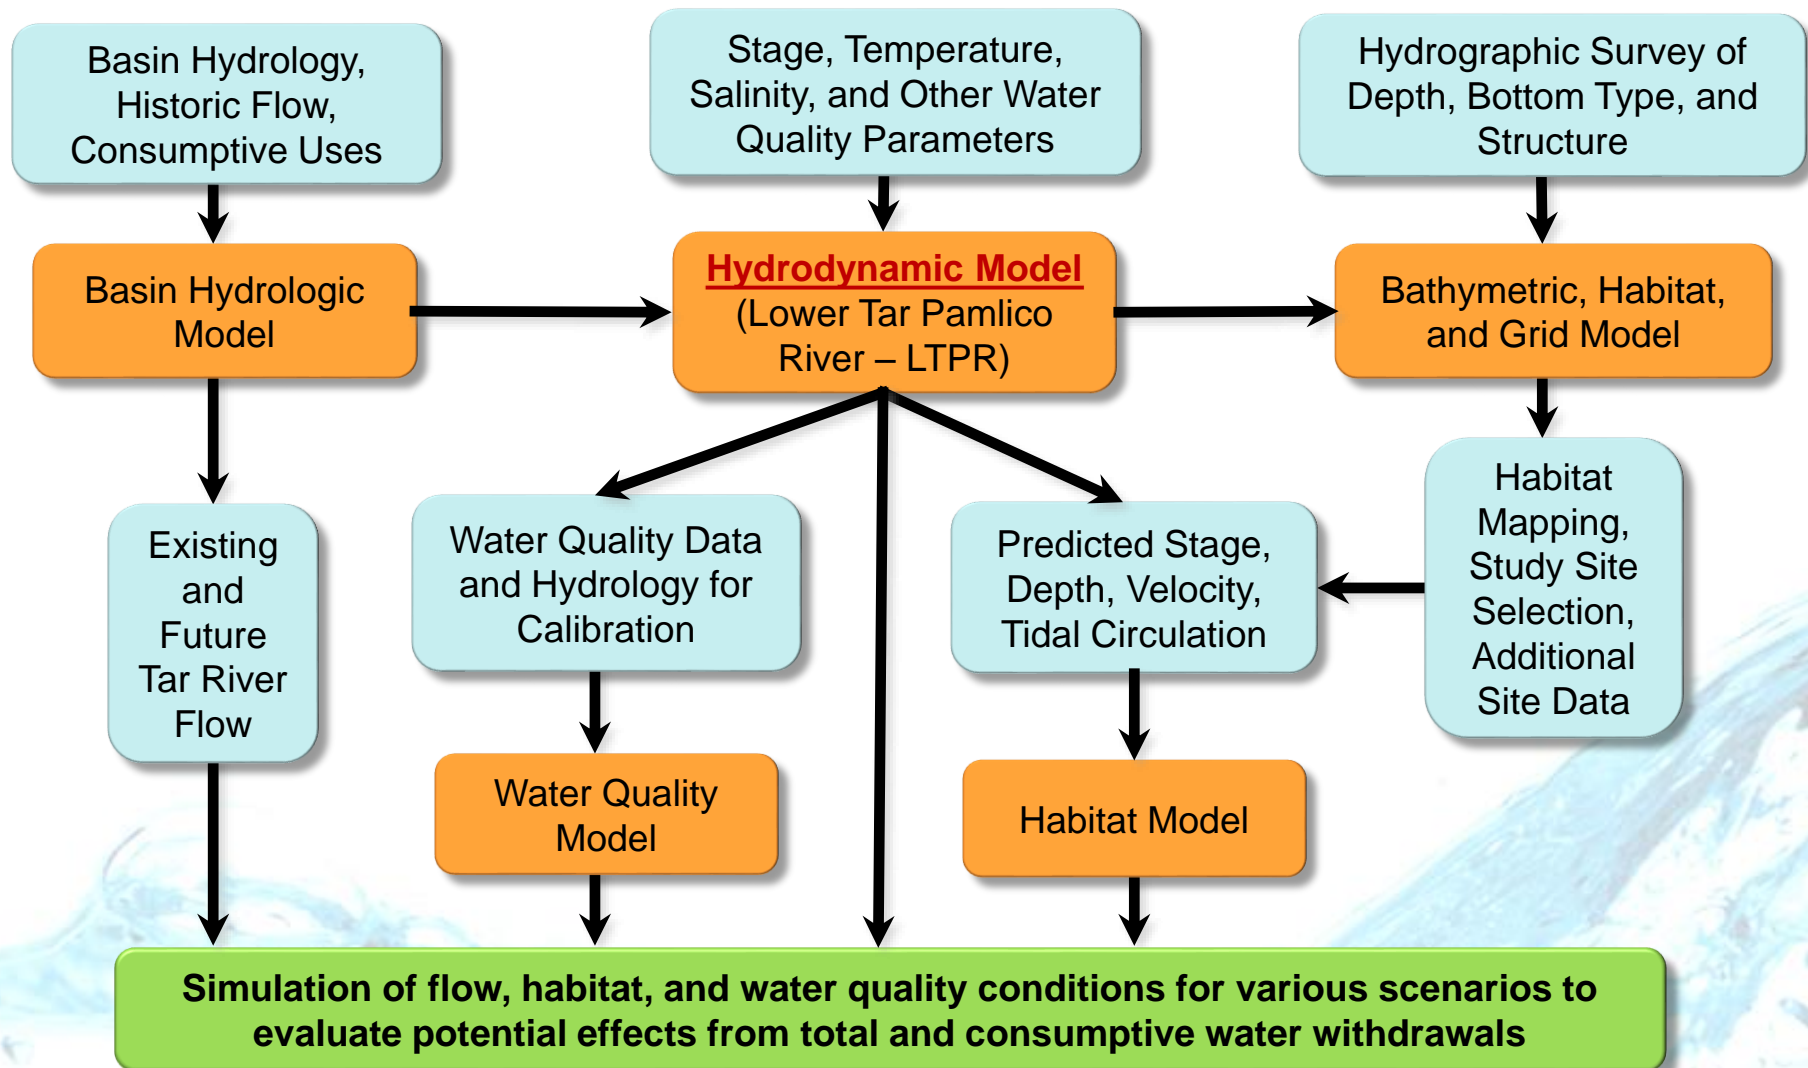 Basin Hydrology,
Historic Flow,
Consumptive Uses
Stage, Temperature,
Salinity, and Other Water
Quality Parameters
Hydrographic Survey of
Depth, Bottom Type, and
Structure
Basin Hydrologic
Model
Hydrodynamic Model
(Lower Tar Pamlico
River – LTPR)
Bathymetric, Habitat,
and Grid Model
Existing
and
Future
Tar River
Flow
Water Quality Data
and Hydrology for
Calibration
Predicted Stage,
Depth, Velocity,
Tidal Circulation
Habitat
Mapping,
Study Site
Selection,
Additional
Site Data
Water Quality
Model
Habitat Model
Simulation of flow, habitat, and water quality conditions for various scenarios to
evaluate potential effects from total and consumptive water withdrawals